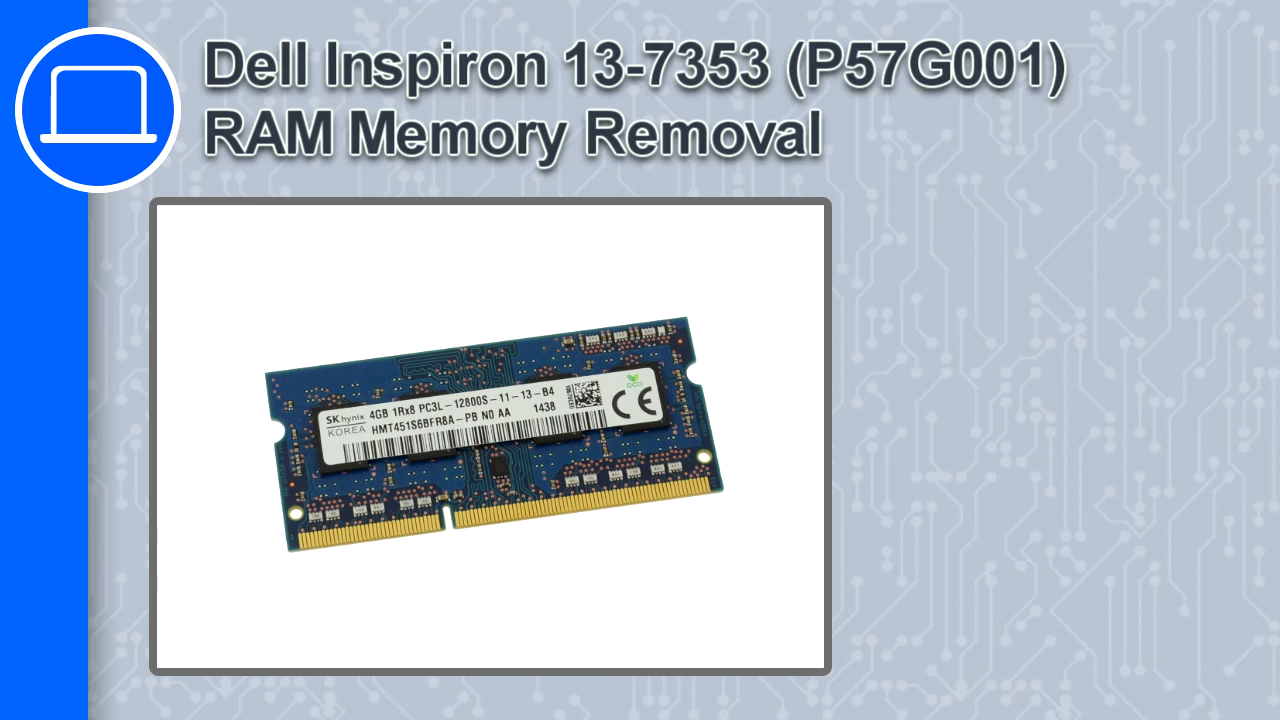 Dell Inspiron 13-7353 (P57G001)
RAM Memory Removal
SK hynix 4GB 1Rx8 PC3L-12800S-11-13-B4
KOREA HMT451S6BFR8A-PB N0 AA 1438
CE